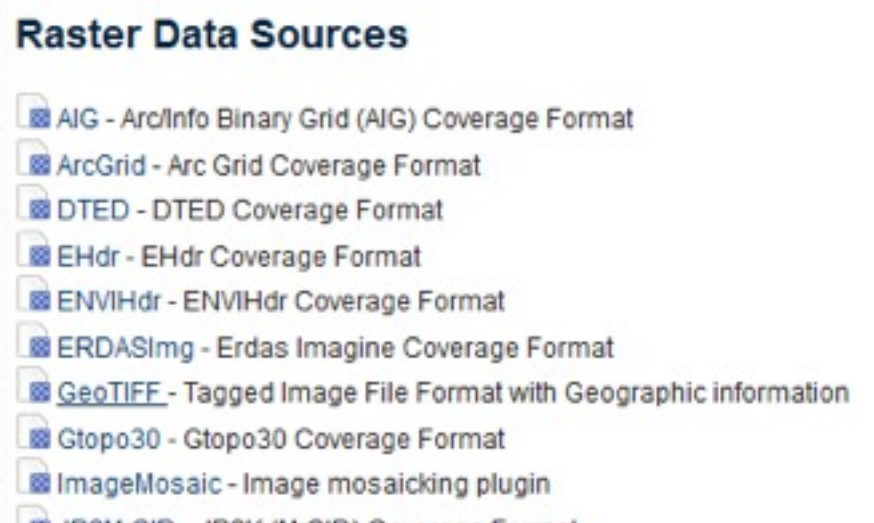 Raster Data Sources
AIG - Arc/Info Binary Grid (AIG) Coverage Format
ArcGrid - Arc Grid Coverage Format
DTED - DTED Coverage Format
EHdr - EHdr Coverage Format
ENVIHdr - ENVIHdr Coverage Format
ERDASImg - Erdas Imagine Coverage Format
GeoTIFF - Tagged Image File Format with Geographic information
Gtopo30 - Gtopo30 Coverage Format
ImageMosaic - Image mosaicking plugin